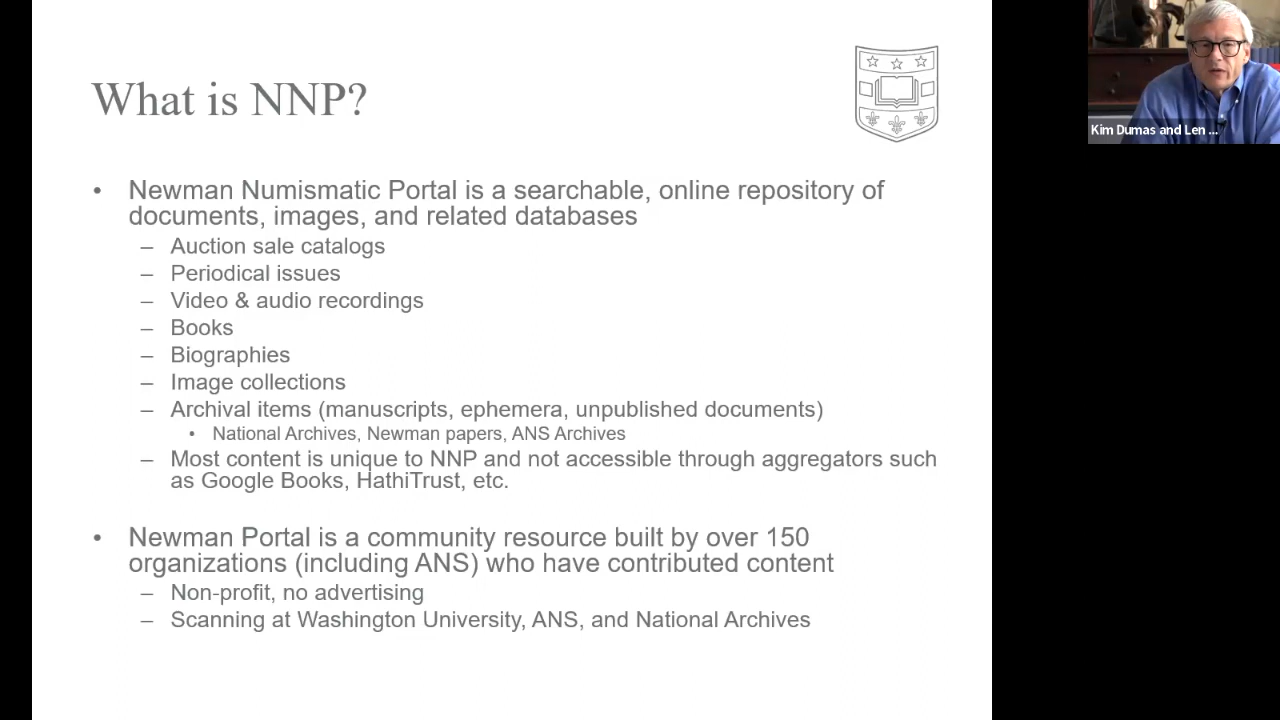 What is NNP?
• Newman Numismatic Portal is a searchable, online repository of
documents, images, and related databases
– Auction sale catalogs
– Periodical issues
– Video & audio recordings
– Books
– Biographies
– Image collections
– Archival items (manuscripts, ephemera, unpublished documents)
• National Archives, Newman papers, ANS Archives
– Most content is unique to NNP and not accessible through aggregators such
as Google Books, HathiTrust, etc.
• Newman Portal is a community resource built by over 150
organizations (including ANS) who have contributed content
– Non-profit, no advertising
– Scanning at Washington University, ANS, and National Archives
Kim Dumas and Len ...